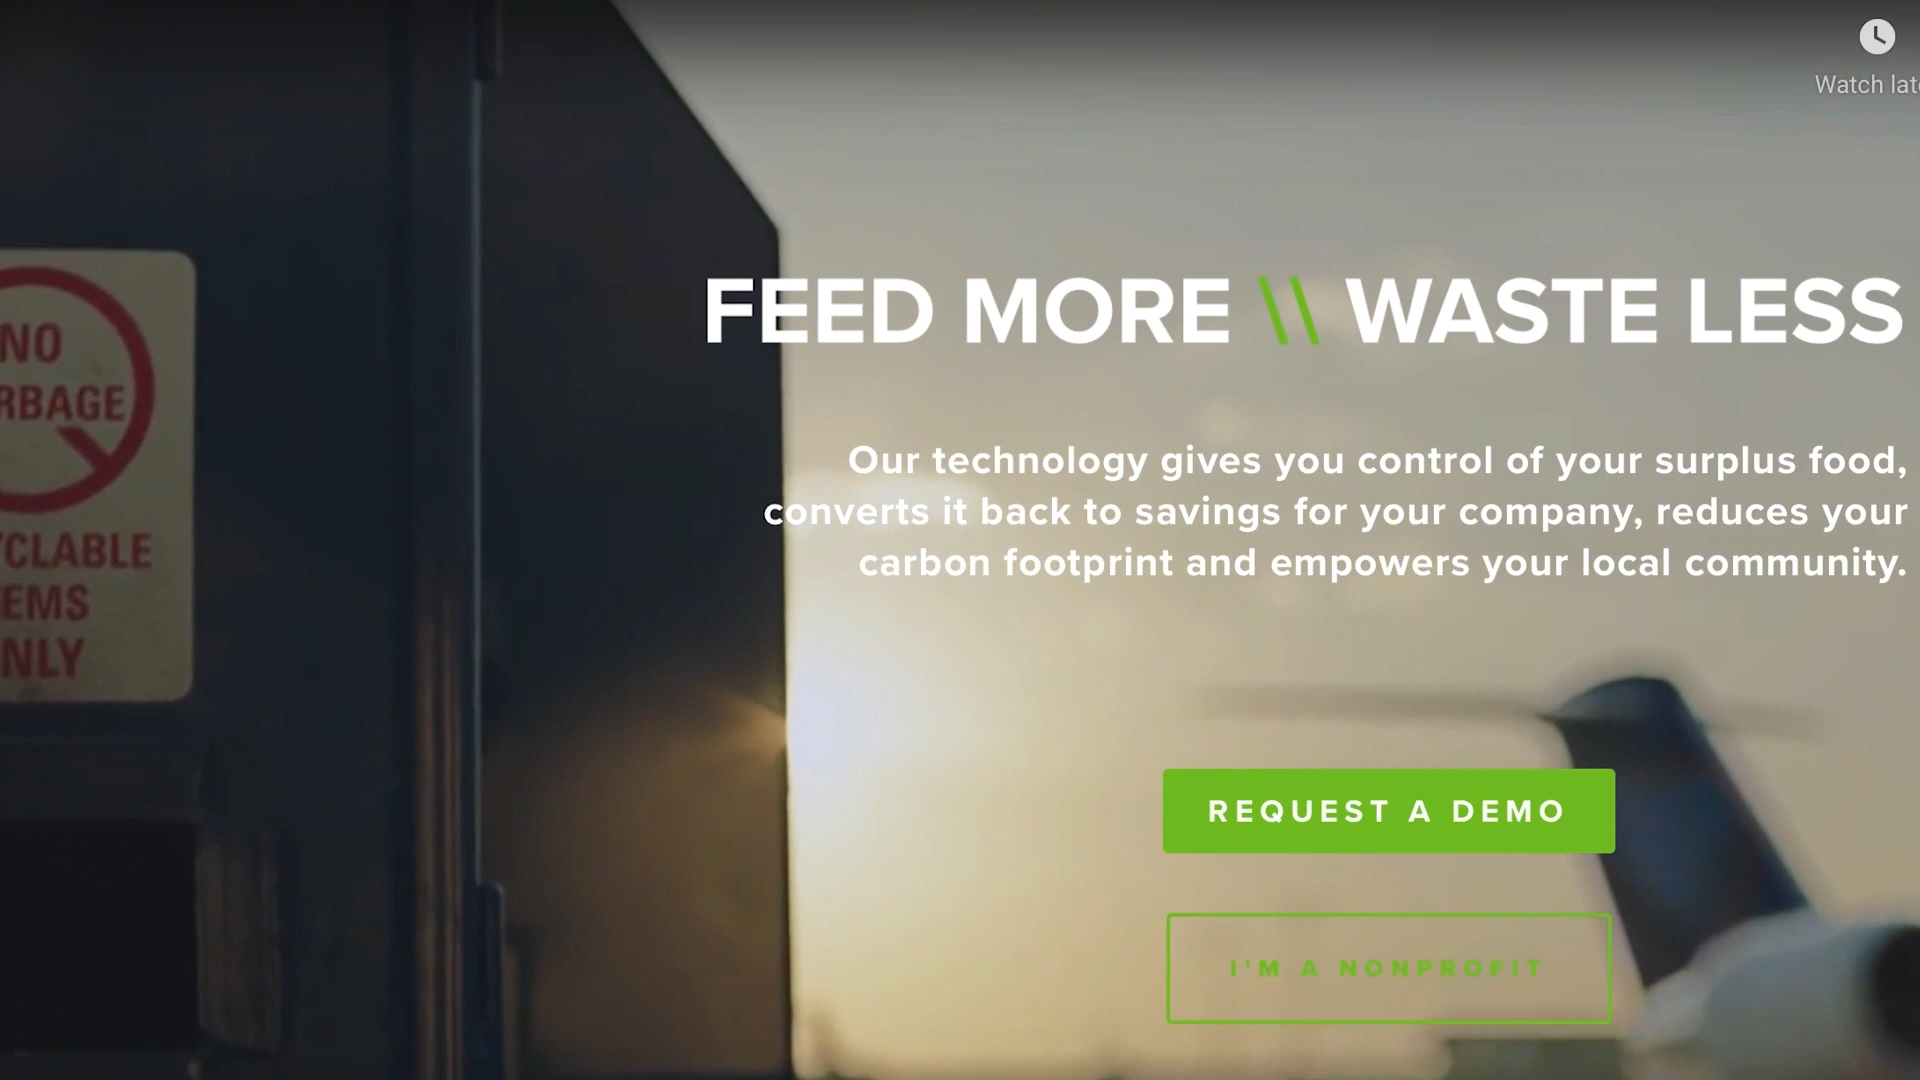 Watch late
FEED MORE \\ WASTE LESS
Our technology gives you control of your surplus food,
converts it back to savings for your company, reduces your
carbon footprint and empowers your local community.
NO
RBAGE
YCLABLE
EMS
NLY
REQUEST A DEMO
I'M A NONPROFIT